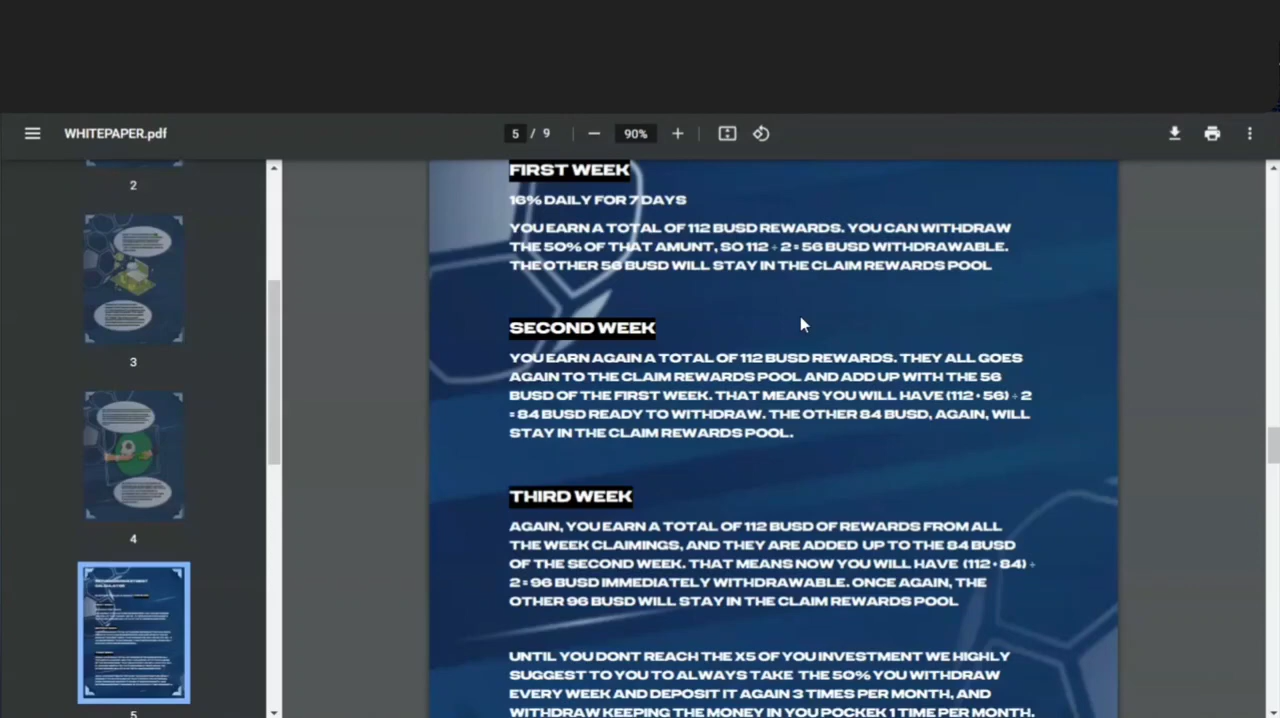 WHITEPAPER.pdf
5 / 9
90%
2
3
4
5
FIRST WEEK
16% DAILY FOR 7 DAYS
YOU EARN A TOTAL OF 112 BUSD REWARDS. YOU CAN WITHDRAW
THE 50% OF THAT AMUNT, SO 112 ÷ 2 = 56 BUSD WITHDRAWABLE.
THE OTHER 56 BUSD WILL STAY IN THE CLAIM REWARDS POOL
SECOND WEEK
YOU EARN AGAIN A TOTAL OF 112 BUSD REWARDS. THEY ALL GOES
AGAIN TO THE CLAIM REWARDS POOL AND ADD UP WITH THE 56
BUSD OF THE FIRST WEEK. THAT MEANS YOU WILL HAVE (112 + 56) ÷ 2
= 84 BUSD READY TO WITHDRAW. THE OTHER 84 BUSD, AGAIN, WILL
STAY IN THE CLAIM REWARDS POOL.
THIRD WEEK
AGAIN, YOU EARN A TOTAL OF 112 BUSD OF REWARDS FROM ALL
THE WEEK CLAIMINGS, AND THEY ARE ADDED UP TO THE 84 BUSD
OF THE SECOND WEEK. THAT MEANS NOW YOU WILL HAVE (112 + 84) ÷
2 = 96 BUSD IMMEDIATELY WITHDRAWABLE. ONCE AGAIN, THE
OTHER 96 BUSD WILL STAY IN THE CLAIM REWARDS POOL
UNTIL YOU DONT REACH THE X5 OF YOU INVESTMENT WE HIGHLY
SUGGEST TO YOU TO ALWAYS TAKE THE 50% YOU WITHDRAW
EVERY WEEK AND DEPOSIT IT AGAIN 3 TIMES PER MONTH, AND
WITHDRAW KEEPING THE MONEY IN YOU POCKEK 1 TIME PER MONTH.